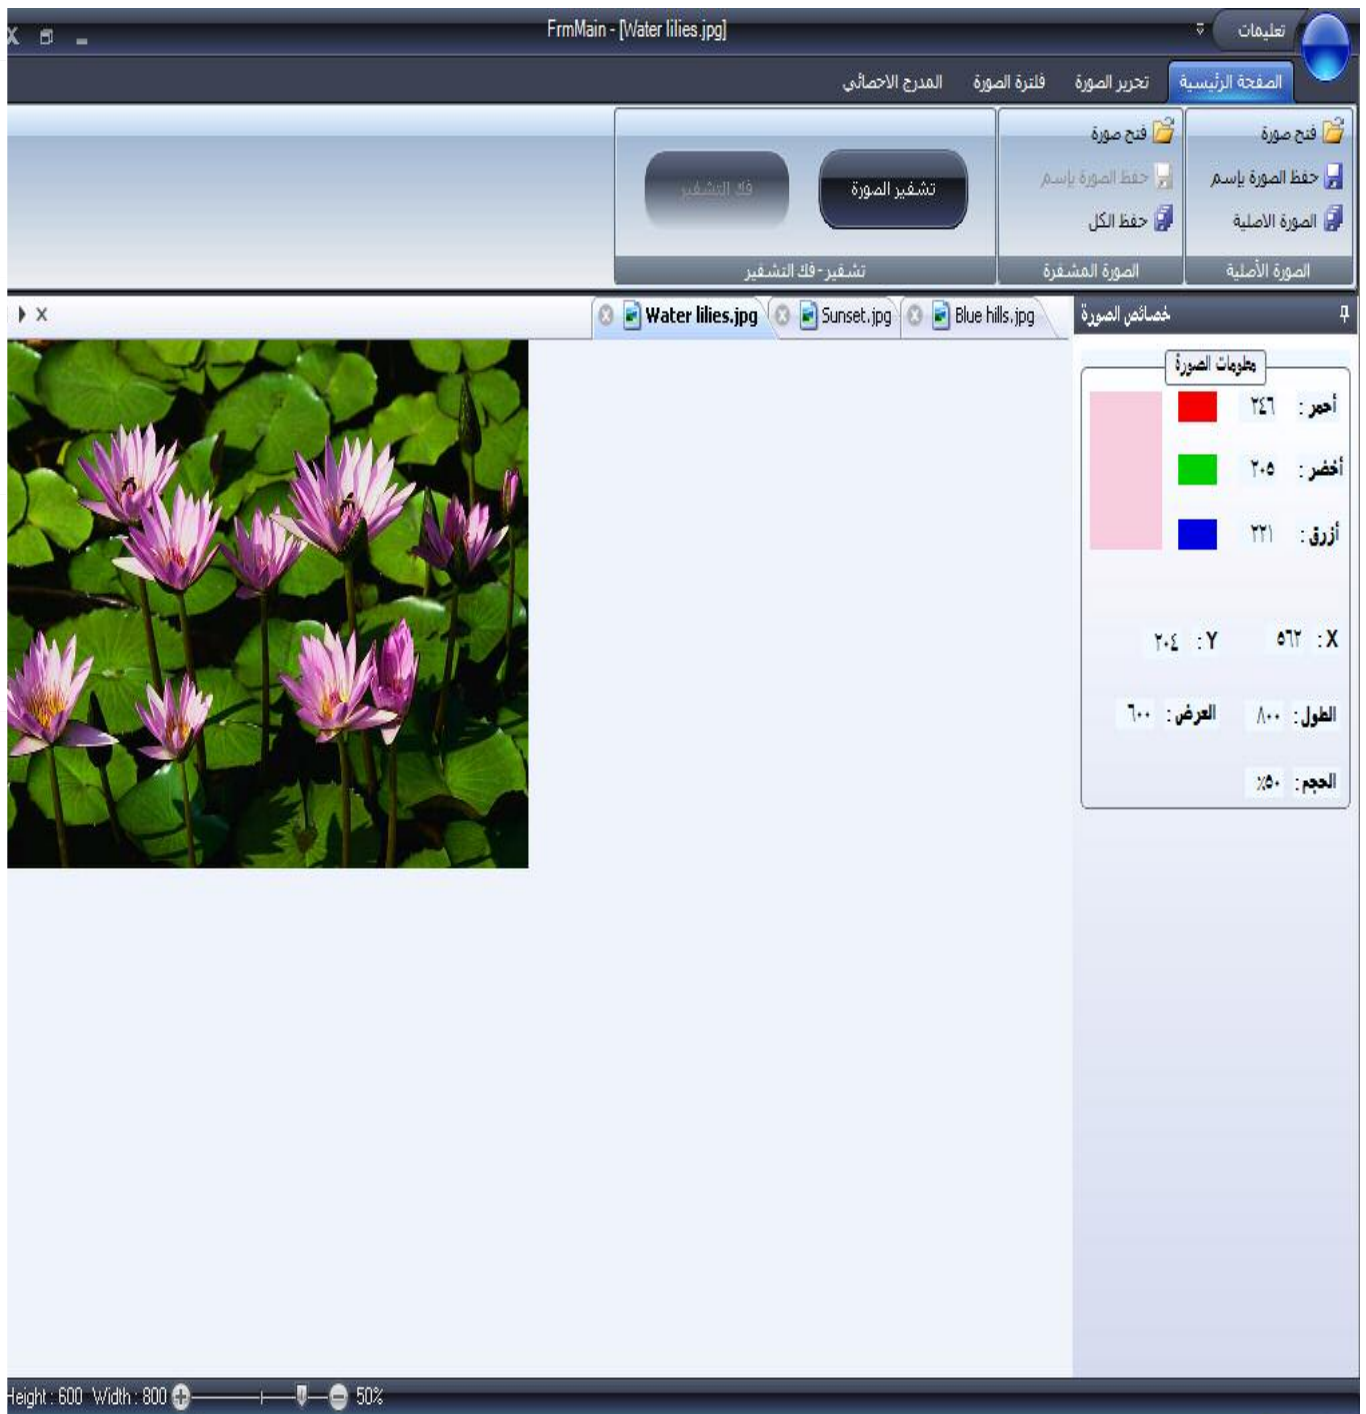 تعليمات
FrmMain - [Water lilies.jpg]
الصفحة الرئيسية تحرير الصورة فلترة الصورة المدرج الاحصائي
فتح صورة
حفظ الصورة بإسم
الصورة الاصلية
الصورة الأصلية
فتح صورة
حفظ الصورة بإسم
حفظ الكل
الصورة المشفرة
تشفير الصورة
فك التشفير
تشفير - فك التشفير
خصائص الصورة
Blue hills.jpg
Sunset.jpg
Water lilies.jpg
معلومات الصورة
أحمر : ٢٤٦
أخضر : ٢٠٥
أزرق : ٢٢١
X : ٥٦٢ Y : ٢٠٤
الطول : ٨٠٠ العرض : ٦٠٠
الحجم : ٥٠٪
Height : 600 Width : 800 50%